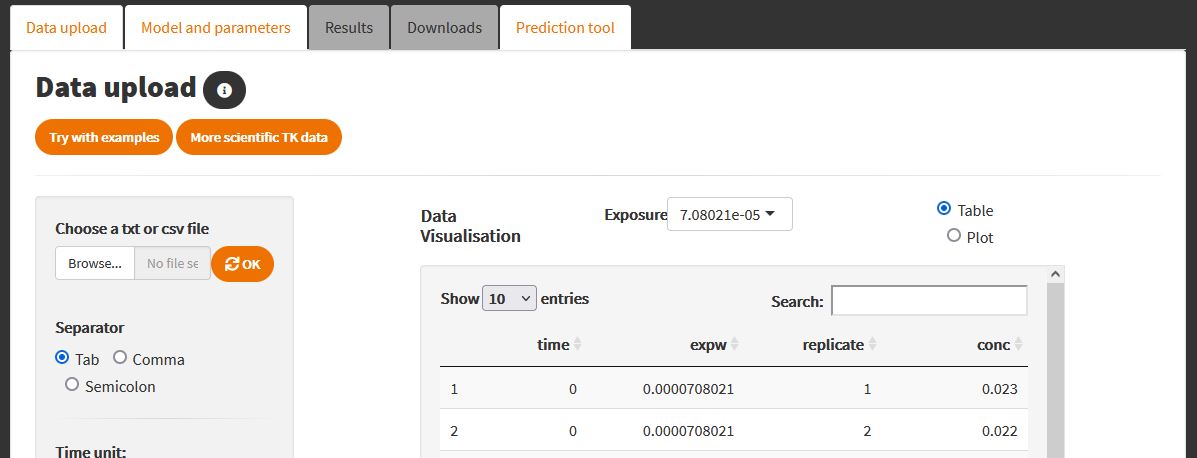 Data upload Model and parameters Results Downloads Prediction tool
Data upload
Try with examples More scientific TK data
Choose a txt or csv file
Browse... No file se OK
Separator
Tab Comma
Semicolon
Time unit:
Data
Visualisation
Exposure 7.08021e-05
Table
Plot
Show 10 entries Search:
time expw replicate conc
1 0 0.0000708021 1 0.023
2 0 0.0000708021 2 0.022